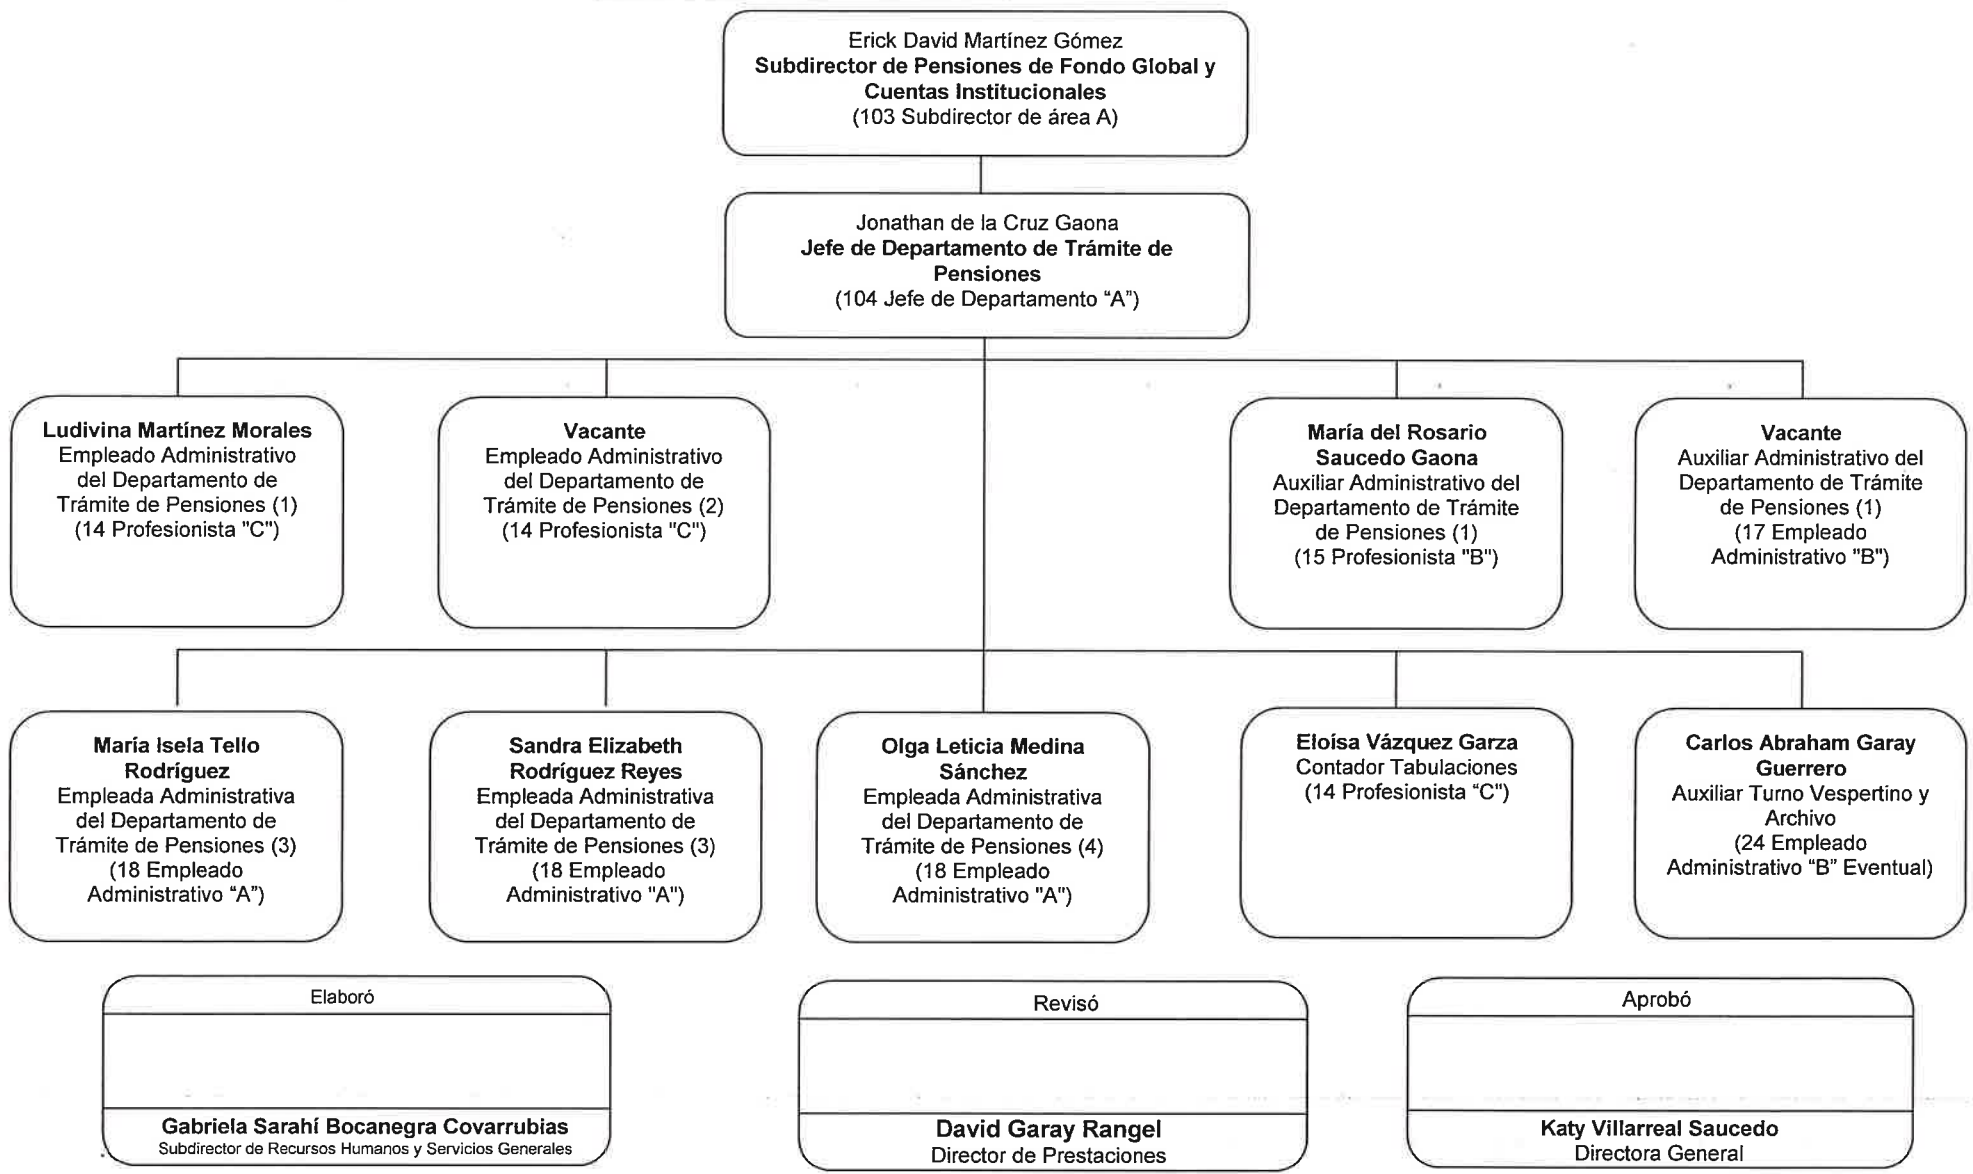 Erick David Martínez Gómez
Subdirector de Pensiones de Fondo Global y
Cuentas Institucionales
(103 Subdirector de área A)
Jonathan de la Cruz Gaona
Jefe de Departamento de Trámite de
Pensiones
(104 Jefe de Departamento “A”)
Ludivina Martínez Morales
Empleado Administrativo
del Departamento de
Trámite de Pensiones (1)
(14 Profesionista "C")
Vacante
Empleado Administrativo
del Departamento de
Trámite de Pensiones (2)
(14 Profesionista "C")
María del Rosario
Saucedo Gaona
Auxiliar Administrativo del
Departamento de Trámite
de Pensiones (1)
(15 Profesionista "B")
Vacante
Auxiliar Administrativo del
Departamento de Trámite
de Pensiones (1)
(17 Empleado
Administrativo "B")
María Isela Tello
Rodríguez
Empleada Administrativa
del Departamento de
Trámite de Pensiones (3)
(18 Empleado
Administrativo “A”)
Sandra Elizabeth
Rodríguez Reyes
Empleada Administrativa
del Departamento de
Trámite de Pensiones (3)
(18 Empleado
Administrativo "A")
Olga Leticia Medina
Sánchez
Empleada Administrativa
del Departamento de
Trámite de Pensiones (4)
(18 Empleado
Administrativo "A")
Eloísa Vázquez Garza
Contador Tabulaciones
(14 Profesionista “C”)
Carlos Abraham Garay
Guerrero
Auxiliar Turno Vespertino y
Archivo
(24 Empleado
Administrativo “B” Eventual)
Elaboró
Gabriela Sarahí Bocanegra Covarrubias
Subdirector de Recursos Humanos y Servicios Generales
Revisó
David Garay Rangel
Director de Prestaciones
Aprobó
Katy Villarreal Saucedo
Directora General